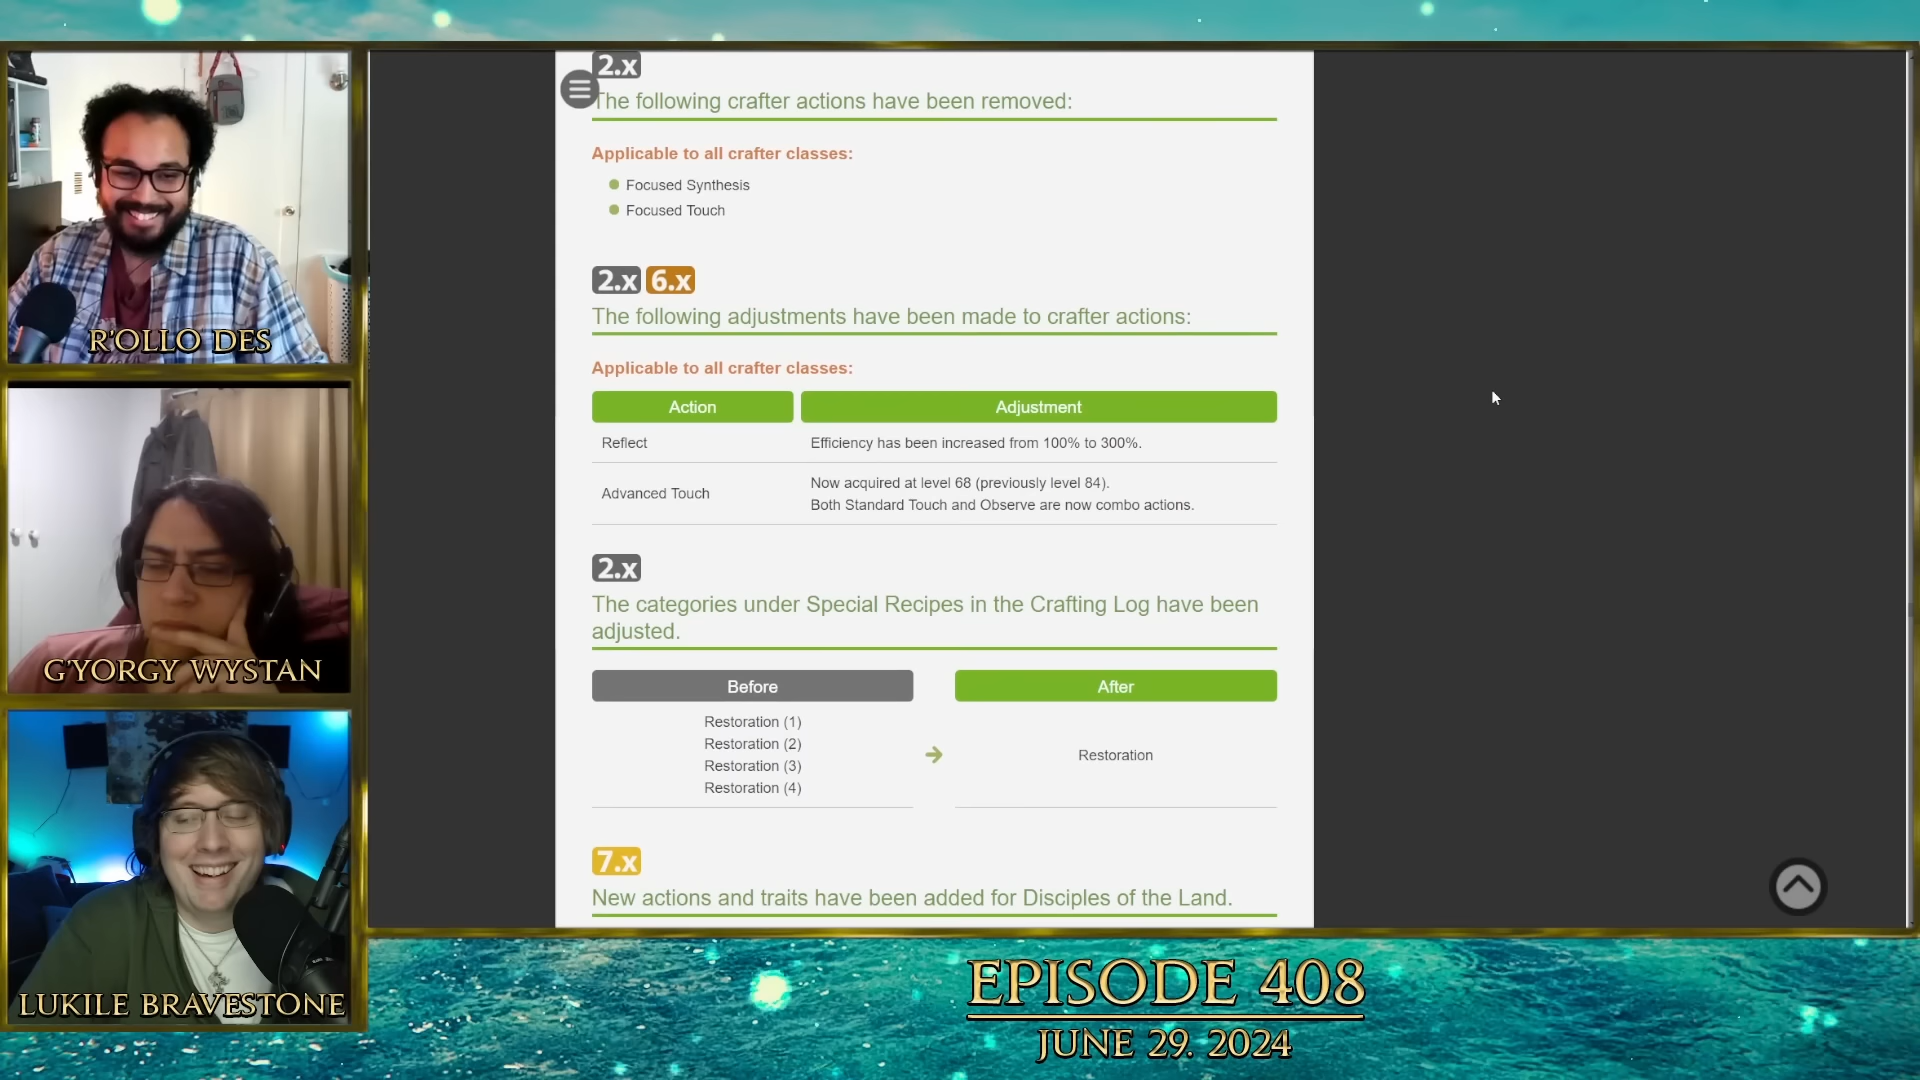 2.x
The following crafter actions have been removed:
Applicable to all crafter classes:
Focused Synthesis
Focused Touch
2.x 6.x
The following adjustments have been made to crafter actions:
Applicable to all crafter classes:
Action Adjustment
Reflect Efficiency has been increased from 100% to 300%.
Advanced Touch Now acquired at level 68 (previously level 84).
Both Standard Touch and Observe are now combo actions.
2.x
The categories under Special Recipes in the Crafting Log have been
adjusted.
Before After
Restoration (1)
Restoration (2)
Restoration (3)
Restoration (4)
Restoration
7.x
New actions and traits have been added for Disciples of the Land.
R'OLLO DES
G'YORGY WYSTAN
LUKILE BRAVESTONE
EPISODE 408
JUNE 29. 2024